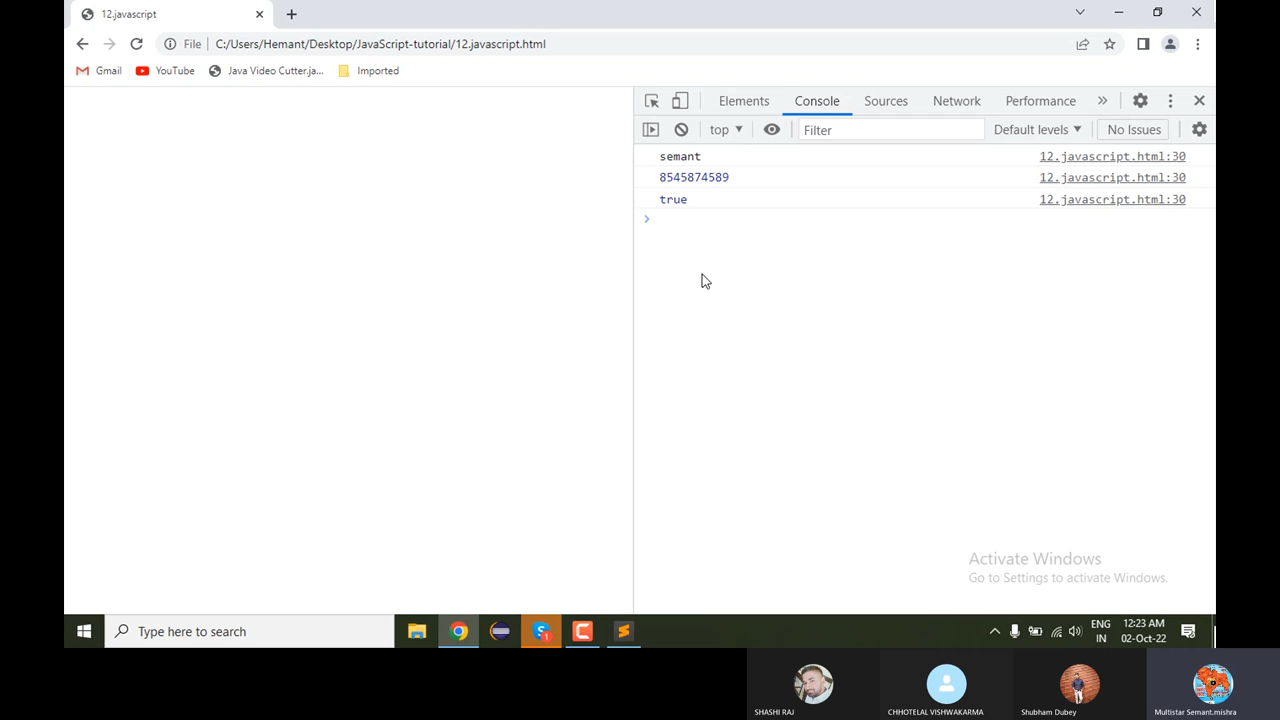 12.javascript
File
C:/Users/Hemant/Desktop/JavaScript-tutorial/12.javascript.html
Gmail
YouTube
Java Video Cutter.ja...
Imported
Elements
Console
Sources
Network
Performance
top
Filter
Default levels
No Issues
semant
12.javascript.html:30
8545874589
12.javascript.html:30
true
12.javascript.html:30
Activate Windows
Go to Settings to activate Windows.
Type here to search
1
ENG
IN
12:23 AM
02-Oct-22
SHASHI RAJ
CHHOTELAL VISHWAKARMA
Shubham Dubey
Multistar Semant.mishra